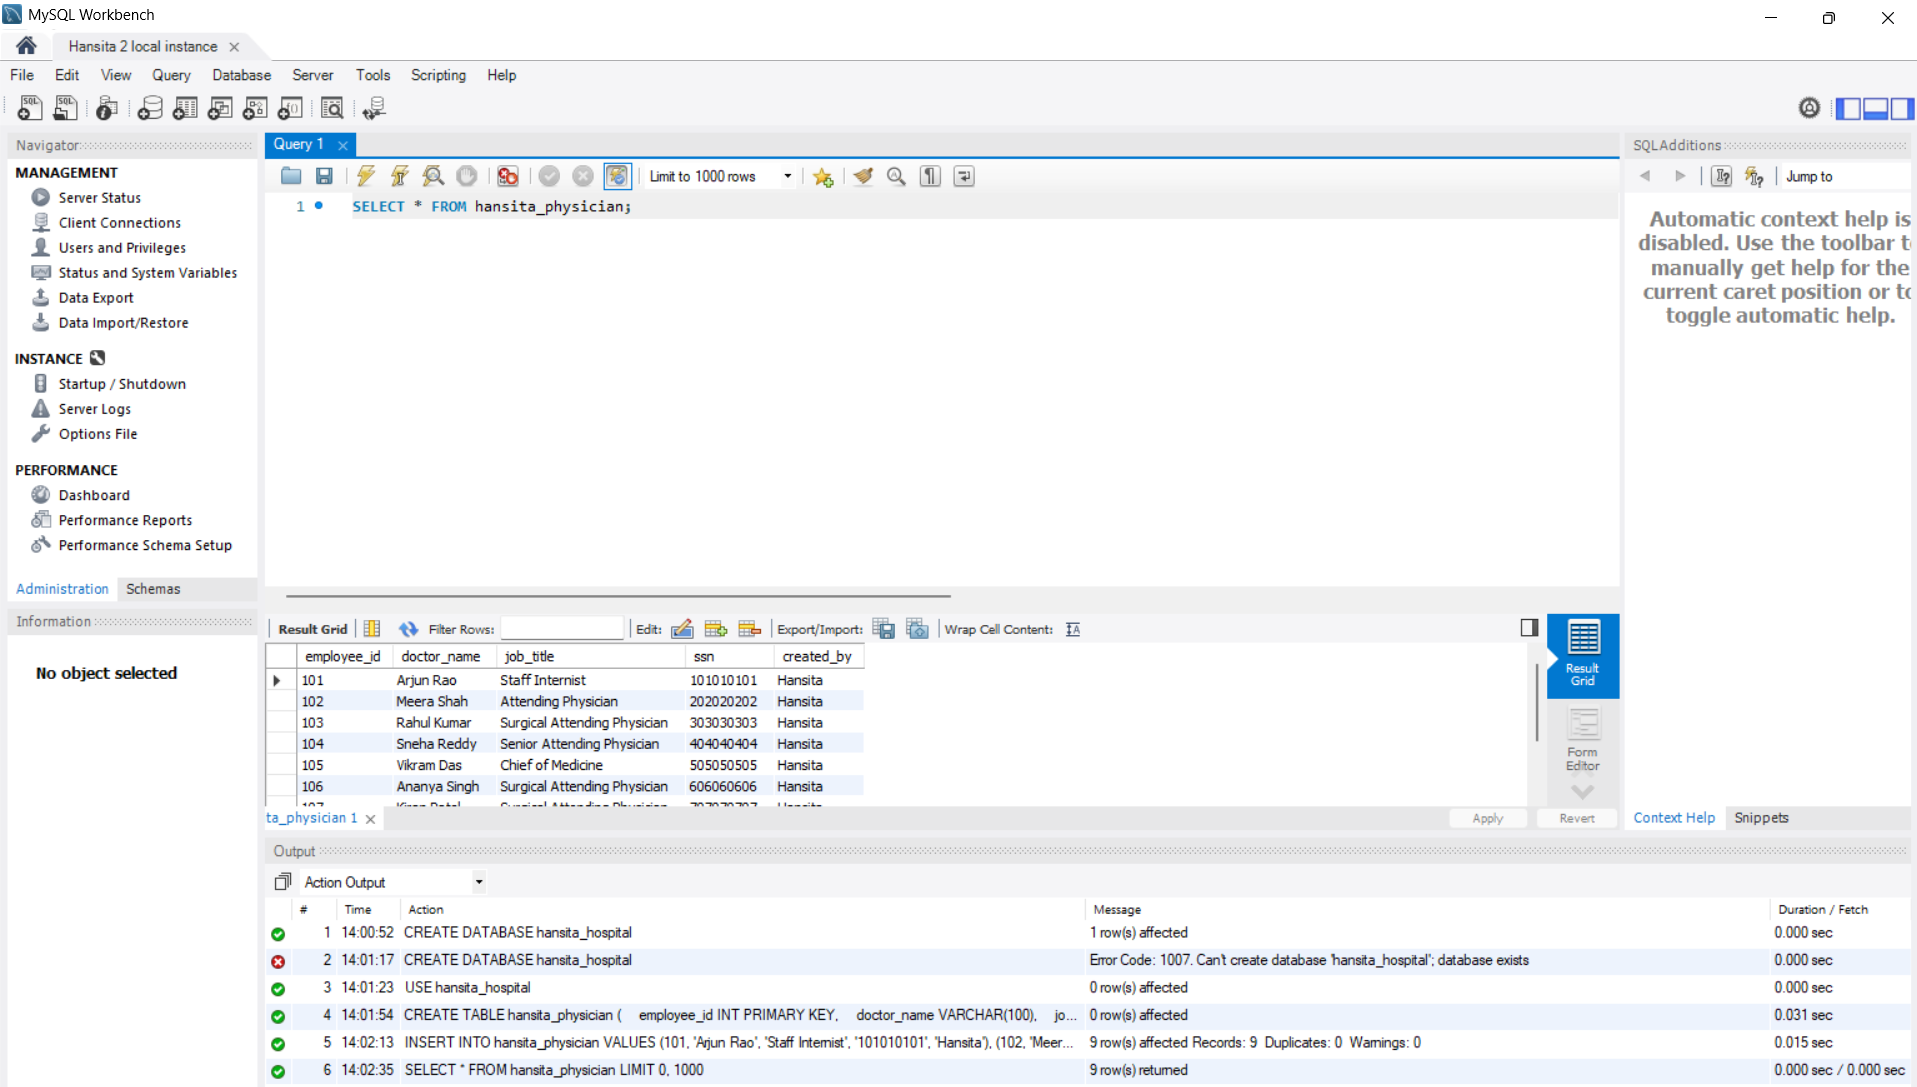 MySQL Workbench
Hansita 2 local instance
File Edit View Query Database Server Tools Scripting Help
Navigator
MANAGEMENT
Server Status
Client Connections
Users and Privileges
Status and System Variables
Data Export
Data Import/Restore
INSTANCE
Startup / Shutdown
Server Logs
Options File
PERFORMANCE
Dashboard
Performance Reports
Performance Schema Setup
Administration Schemas
Information
No object selected
Query 1
Limit to 1000 rows
1 SELECT * FROM hansita_physician;
Result Grid Filter Rows: Edit: Export/Import: Wrap Cell Content:
employee_id doctor_name job_title ssn created_by
101 Arjun Rao Staff Internist 101010101 Hansita
102 Meera Shah Attending Physician 202020202 Hansita
103 Rahul Kumar Surgical Attending Physician 303030303 Hansita
104 Sneha Reddy Senior Attending Physician 404040404 Hansita
105 Vikram Das Chief of Medicine 505050505 Hansita
106 Ananya Singh Surgical Attending Physician 606060606 Hansita
107 Kiran Patel Surgical Attending Physician 707070707 Hansita
Result
Grid
Form
Editor
ta_physician 1
Apply Revert
SQLAdditions
Jump to
Automatic context help is
disabled. Use the toolbar t
manually get help for the
current caret position or to
toggle automatic help.
Context Help Snippets
Output
Action Output
# Time Action Message Duration / Fetch
1 14:00:52 CREATE DATABASE hansita_hospital 1 row(s) affected 0.000 sec
2 14:01:17 CREATE DATABASE hansita_hospital Error Code: 1007. Can't create database 'hansita_hospital'; database exists 0.000 sec
3 14:01:23 USE hansita_hospital 0 row(s) affected 0.000 sec
4 14:01:54 CREATE TABLE hansita_physician ( employee_id INT PRIMARY KEY, doctor_name VARCHAR(100), jo... 0 row(s) affected 0.031 sec
5 14:02:13 INSERT INTO hansita_physician VALUES (101, 'Arjun Rao', 'Staff Internist', '101010101', 'Hansita'), (102, 'Meer... 9 row(s) affected Records: 9 Duplicates: 0 Warnings: 0 0.015 sec
6 14:02:35 SELECT * FROM hansita_physician LIMIT 0, 1000 9 row(s) returned 0.000 sec / 0.000 sec